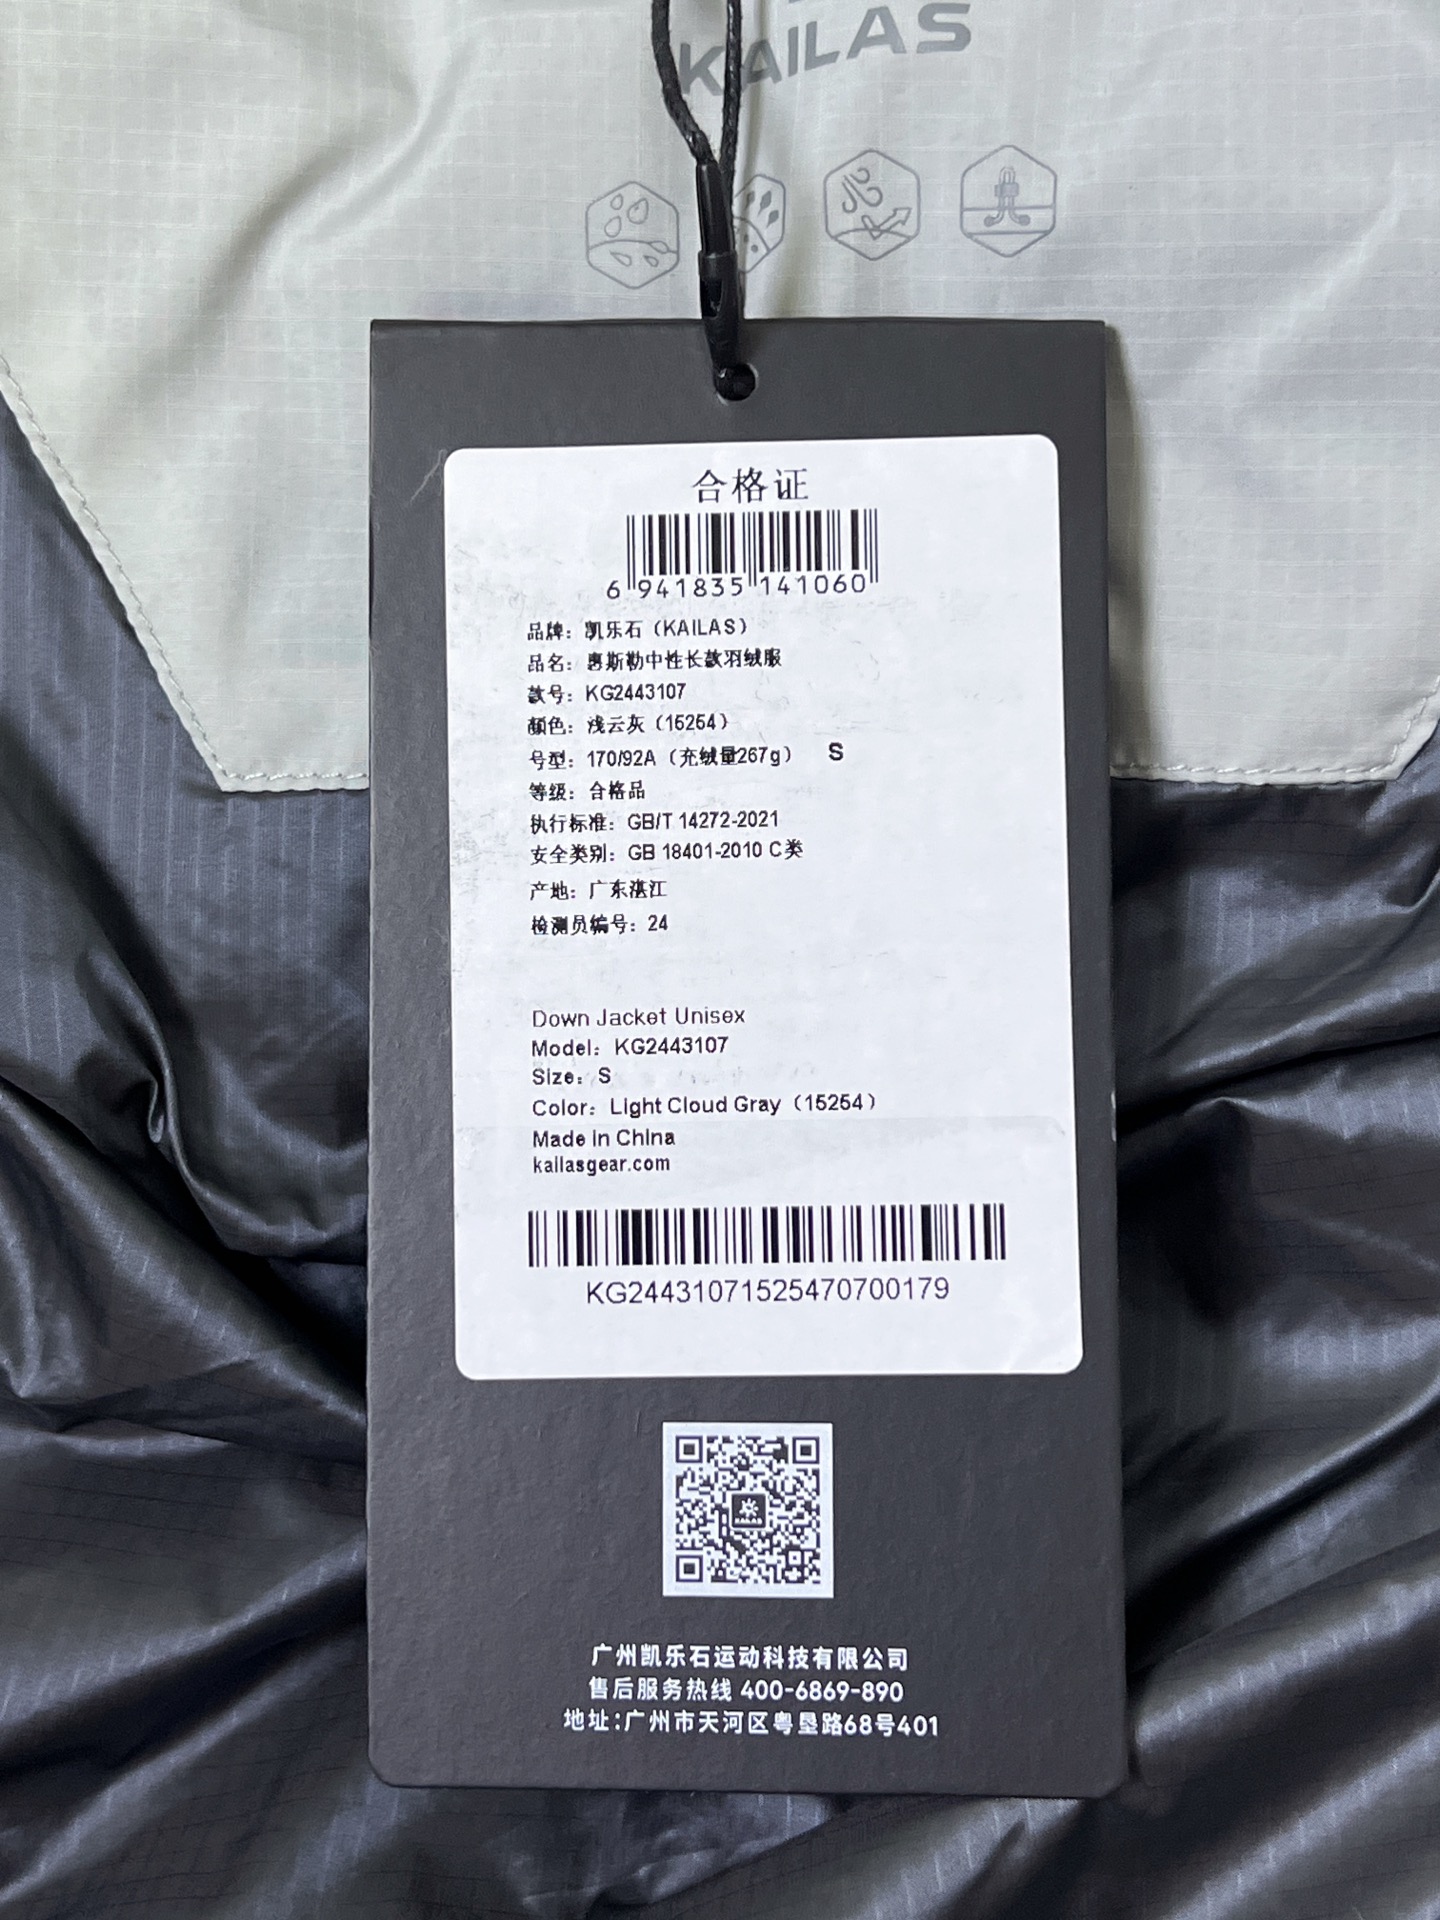 KAILAS
合格证
6 941835 141060
品牌：凯乐石（KAILAS）
品名：惠斯勒中性长款羽绒服
款号：KG2443107
颜色：浅云灰（15254）
号型：170/92A（充绒量267g） S
等级：合格品
执行标准：GB/T 14272-2021
安全类别：GB 18401-2010 C类
产地：广东湛江
检测员编号：24
Down Jacket Unisex
Model：KG2443107
Size：S
Color：Light Cloud Gray（15254）
Made in China
kailasgear.com
KG24431071525470700179
KAILAS
广州凯乐石运动科技有限公司
售后服务热线 400-6869-890
地址:广州市天河区粤垦路68号401